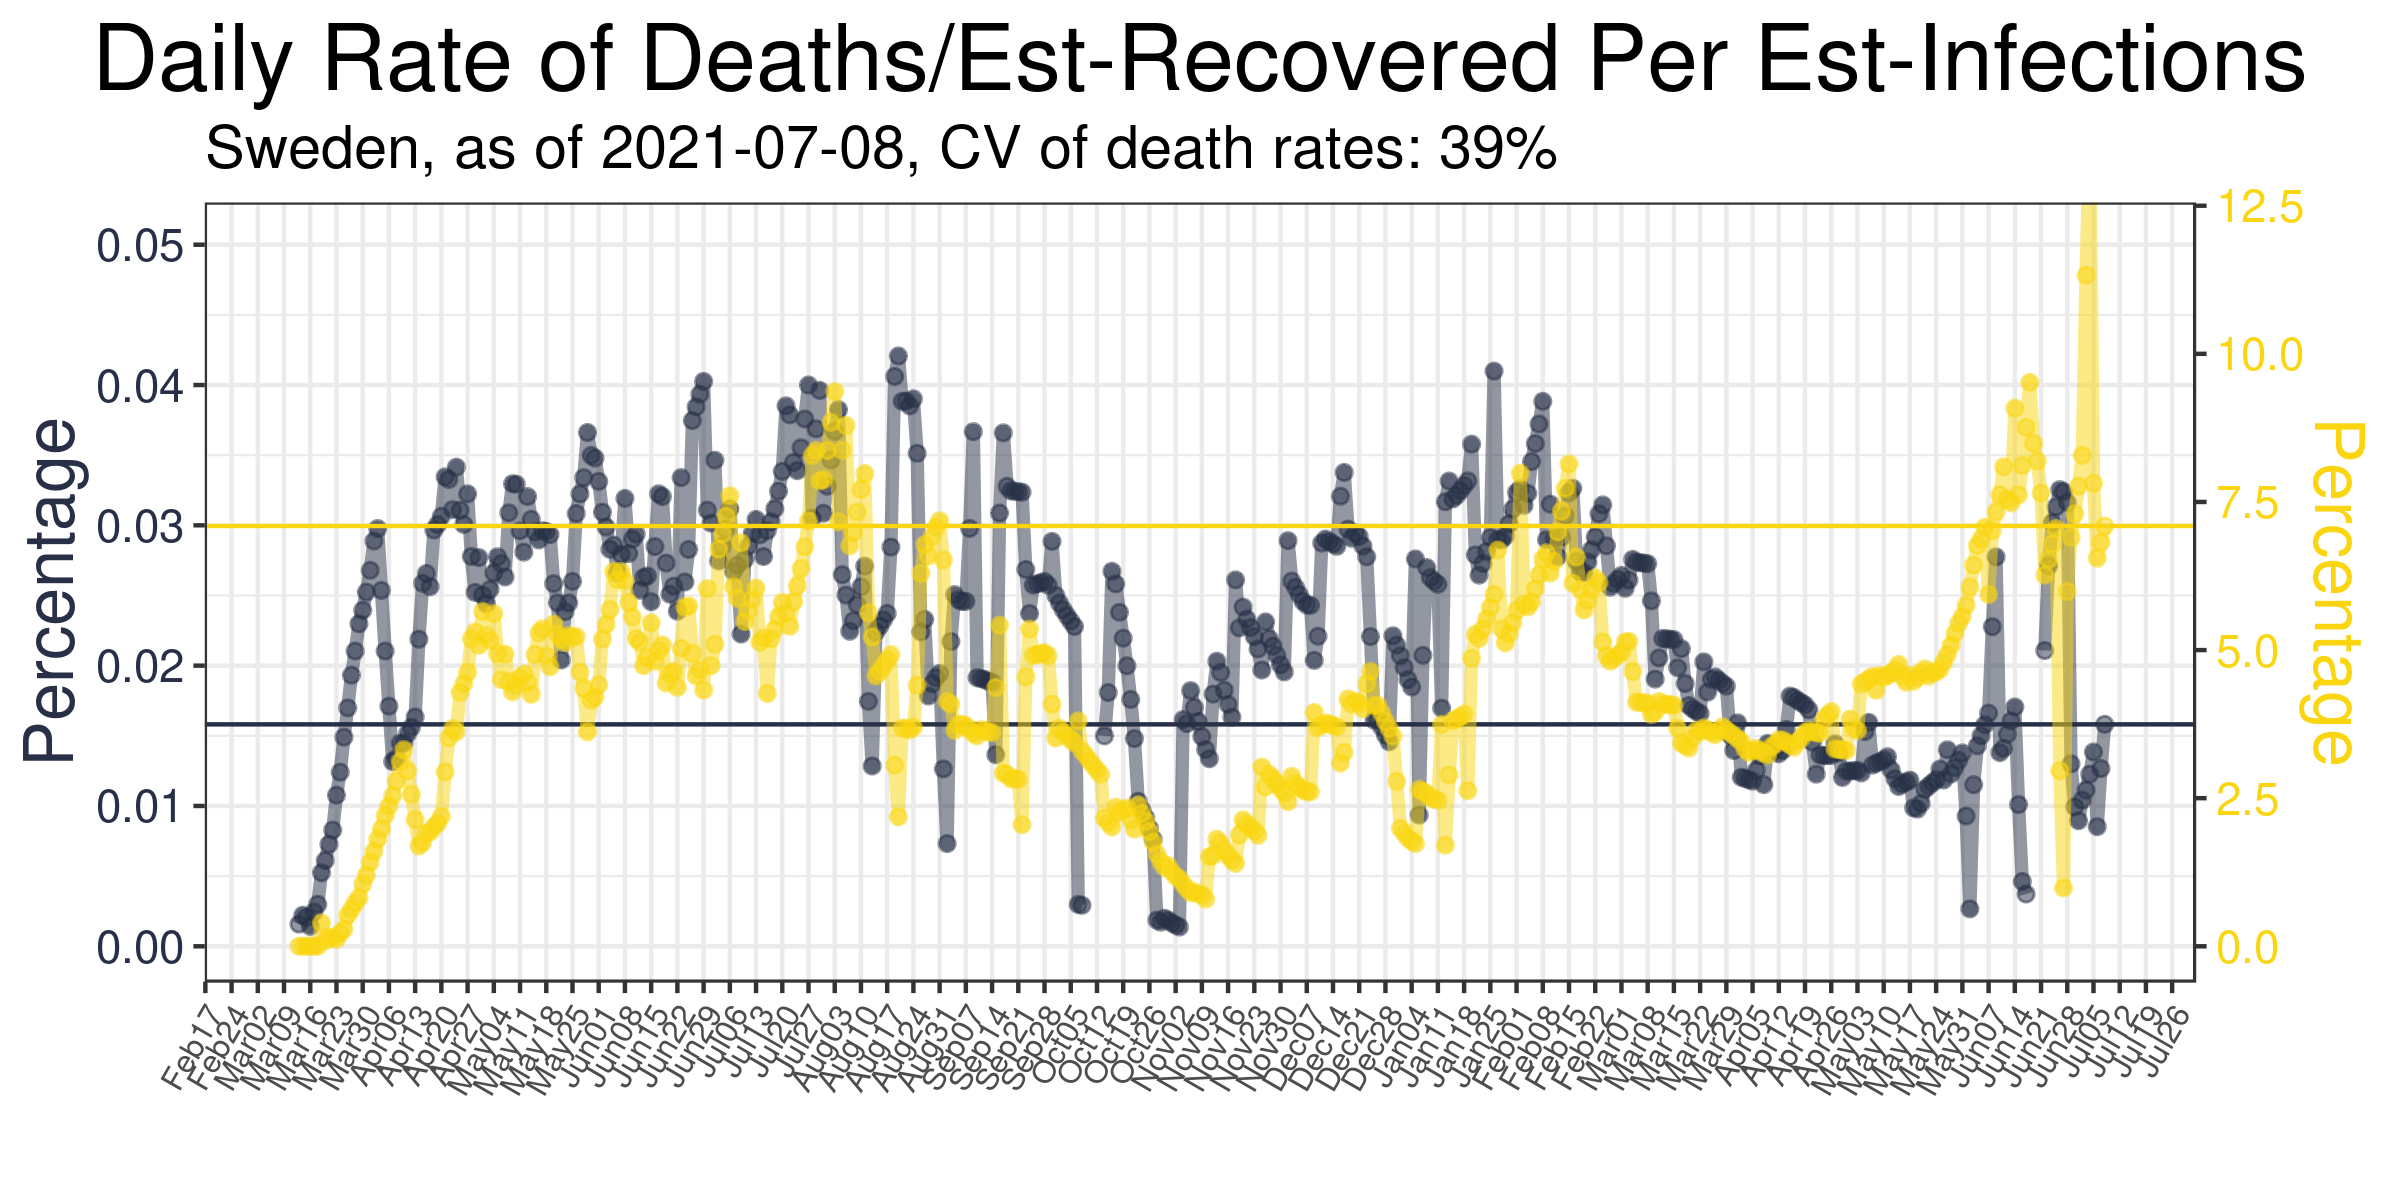 Daily Rate of Deaths/Est-Recovered Per Est-Infections
Sweden, as of 2021-07-08, CV of death rates: 39%
Percentage
0.05
0.04
0.03
0.02
0.01
0.00
12.5
10.0
7.5
5.0
2.5
0.0
Percentage
Feb17
Feb24
Mar02
Mar09
Mar16
Mar23
Mar30
Apr06
Apr13
Apr20
Apr27
May04
May11
May18
May25
Jun01
Jun08
Jun15
Jun22
Jun29
Jul06
Jul13
Jul20
Jul27
Aug03
Aug10
Aug17
Aug24
Aug31
Sep07
Sep14
Sep21
Sep28
Oct05
Oct12
Oct19
Oct26
Nov02
Nov09
Nov16
Nov23
Nov30
Dec07
Dec14
Dec21
Dec28
Jan04
Jan11
Jan18
Jan25
Feb01
Feb08
Feb15
Feb22
Mar01
Mar08
Mar15
Mar22
Mar29
Apr05
Apr12
Apr19
Apr26
May03
May10
May17
May24
May31
Jun07
Jun14
Jun21
Jun28
Jul05
Jul12
Jul19
Jul26